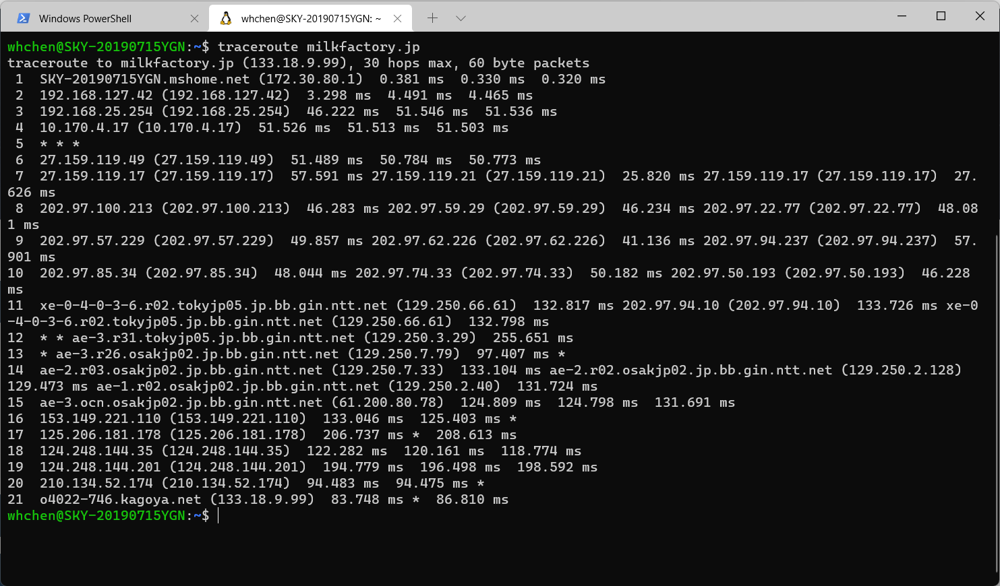 Windows PowerShell
whchen@SKY-20190715YGN: ~
whchen@SKY-20190715YGN:~$ traceroute milkfactory.jp
traceroute to milkfactory.jp (133.18.9.99), 30 hops max, 60 byte packets
 1  SKY-20190715YGN.mshome.net (172.30.80.1)  0.381 ms  0.330 ms  0.320 ms
 2  192.168.127.42 (192.168.127.42)  3.298 ms  4.491 ms  4.465 ms
 3  192.168.25.254 (192.168.25.254)  46.222 ms  51.546 ms  51.536 ms
 4  10.170.4.17 (10.170.4.17)  51.526 ms  51.513 ms  51.503 ms
 5  * * *
 6  27.159.119.49 (27.159.119.49)  51.489 ms  50.784 ms  50.773 ms
 7  27.159.119.17 (27.159.119.17)  57.591 ms 27.159.119.21 (27.159.119.21)  25.820 ms 27.159.119.17 (27.159.119.17)  27.
626 ms
 8  202.97.100.213 (202.97.100.213)  46.283 ms 202.97.59.29 (202.97.59.29)  46.234 ms 202.97.22.77 (202.97.22.77)  48.08
1 ms
 9  202.97.57.229 (202.97.57.229)  49.857 ms 202.97.62.226 (202.97.62.226)  41.136 ms 202.97.94.237 (202.97.94.237)  57.
901 ms
10  202.97.85.34 (202.97.85.34)  48.044 ms 202.97.74.33 (202.97.74.33)  50.182 ms 202.97.50.193 (202.97.50.193)  46.228
ms
11  xe-0-4-0-3-6.r02.tokyjp05.jp.bb.gin.ntt.net (129.250.66.61)  132.817 ms 202.97.94.10 (202.97.94.10)  133.726 ms xe-0
-4-0-3-6.r02.tokyjp05.jp.bb.gin.ntt.net (129.250.66.61)  132.798 ms
12  * * ae-3.r31.tokyjp05.jp.bb.gin.ntt.net (129.250.3.29)  255.651 ms
13  * ae-3.r26.osakjp02.jp.bb.gin.ntt.net (129.250.7.79)  97.407 ms *
14  ae-2.r03.osakjp02.jp.bb.gin.ntt.net (129.250.7.33)  133.104 ms ae-2.r02.osakjp02.jp.bb.gin.ntt.net (129.250.2.128)
129.473 ms ae-1.r02.osakjp02.jp.bb.gin.ntt.net (129.250.2.40)  131.724 ms
15  ae-3.ocn.osakjp02.jp.bb.gin.ntt.net (61.200.80.78)  124.809 ms  124.798 ms  131.691 ms
16  153.149.221.110 (153.149.221.110)  133.046 ms  125.403 ms *
17  125.206.181.178 (125.206.181.178)  206.737 ms *  208.613 ms
18  124.248.144.35 (124.248.144.35)  122.282 ms  120.161 ms  118.774 ms
19  124.248.144.201 (124.248.144.201)  194.779 ms  196.498 ms  198.592 ms
20  210.134.52.174 (210.134.52.174)  94.483 ms  94.475 ms *
21  o4022-746.kagoya.net (133.18.9.99)  83.748 ms *  86.810 ms
whchen@SKY-20190715YGN:~$